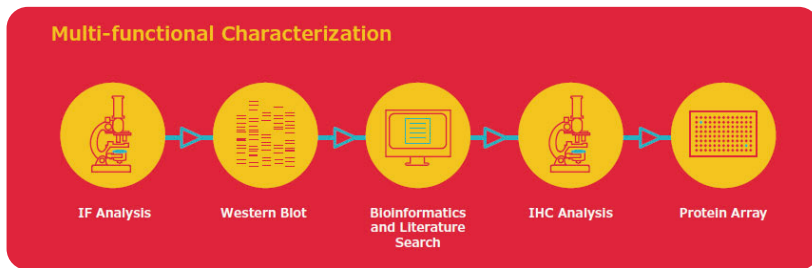 Multi-functional Characterization
IF Analysis
Western Blot
Bioinformatics
and Literature
Search
IHC Analysis
Protein Array